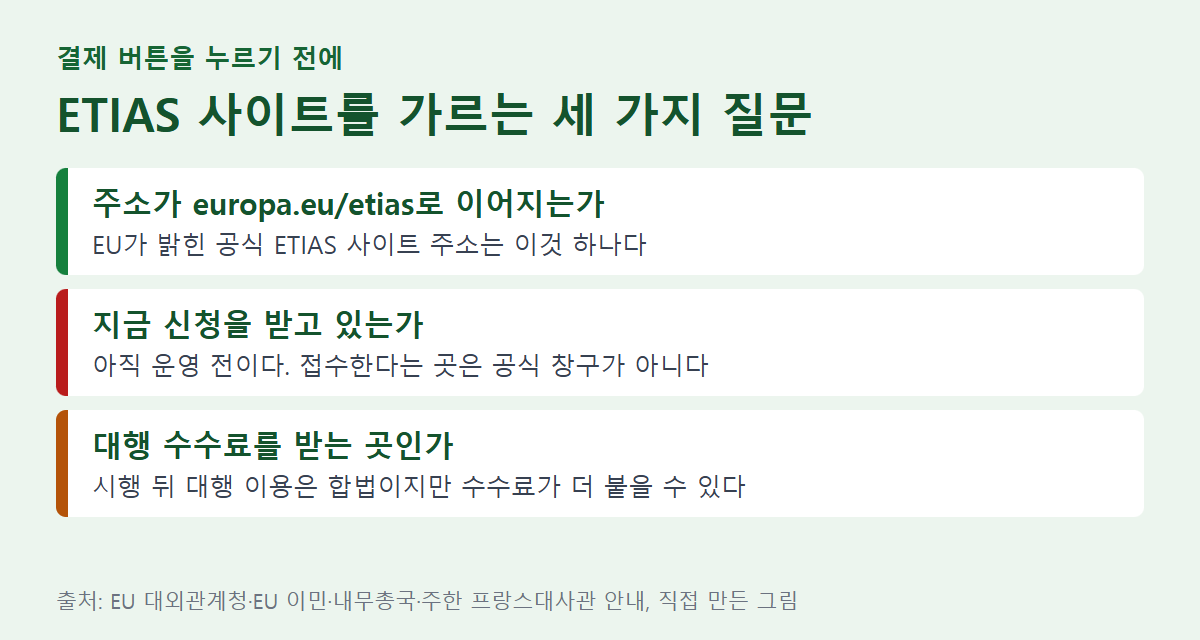 결제 버튼을 누르기 전에
ETIAS 사이트를 가르는 세 가지 질문
주소가 europa.eu/etias로 이어지는가
EU가 밝힌 공식 ETIAS 사이트 주소는 이것 하나다
지금 신청을 받고 있는가
아직 운영 전이다. 접수한다는 곳은 공식 창구가 아니다
대행 수수료를 받는 곳인가
시행 뒤 대행 이용은 합법이지만 수수료가 더 붙을 수 있다
출처: EU 대외관계청·EU 이민·내무총국·주한 프랑스대사관 안내, 직접 만든 그림